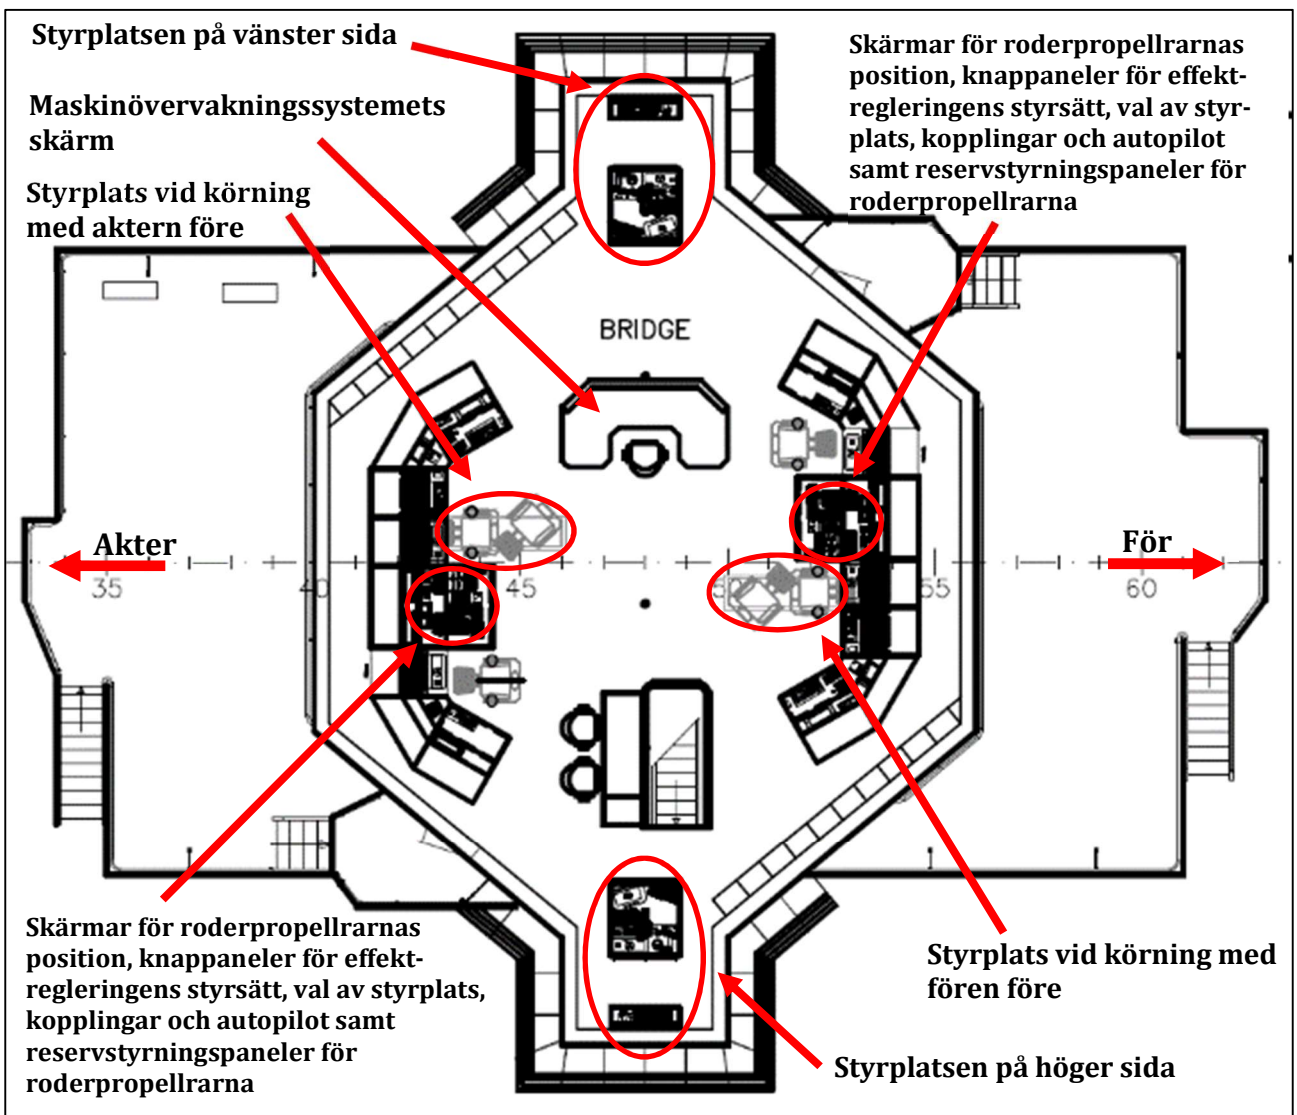 Styrplatsen på vänster sida
Maskinövervakningssystemets
skärm
Styrplats vid körning
med aktern före
Skärmar för roderpropellrarnas
position, knappaneler för effekt-
regleringens styrsätt, val av styr-
plats, kopplingar och autopilot
samt reservstyrningspaneler för
roderpropellrarna
BRIDGE
Akter
För
35
40
45
55
60
Skärmar för roderpropellrarnas
position, knappaneler för effekt-
regleringens styrsätt, val av styrplats,
kopplingar och autopilot samt
reservstyrningspaneler för
roderpropellrarna
Styrplats vid körning med
fören före
Styrplatsen på höger sida